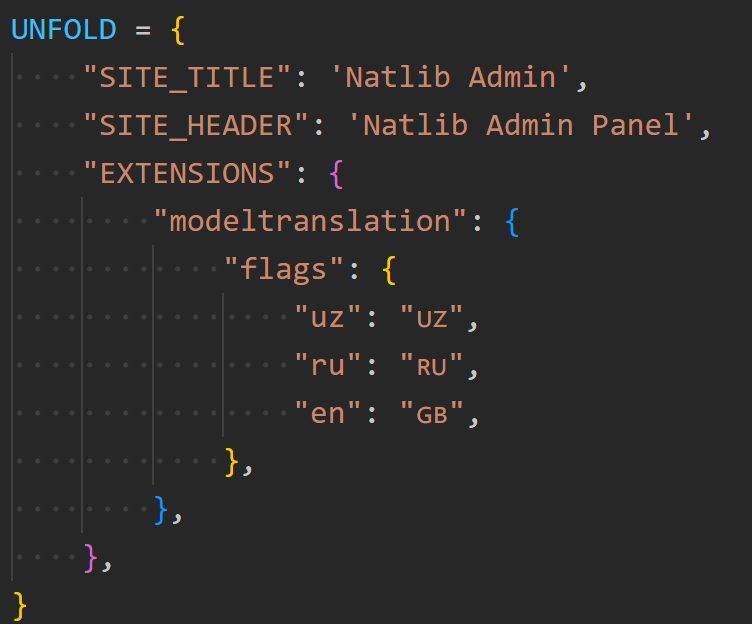 UNFOLD = {
    "SITE_TITLE": 'Natlib Admin',
    "SITE_HEADER": 'Natlib Admin Panel',
    "EXTENSIONS": {
        "modeltranslation": {
            "flags": {
                "uz": "UZ",
                "ru": "RU",
                "en": "GB",
            },
        },
    },
}